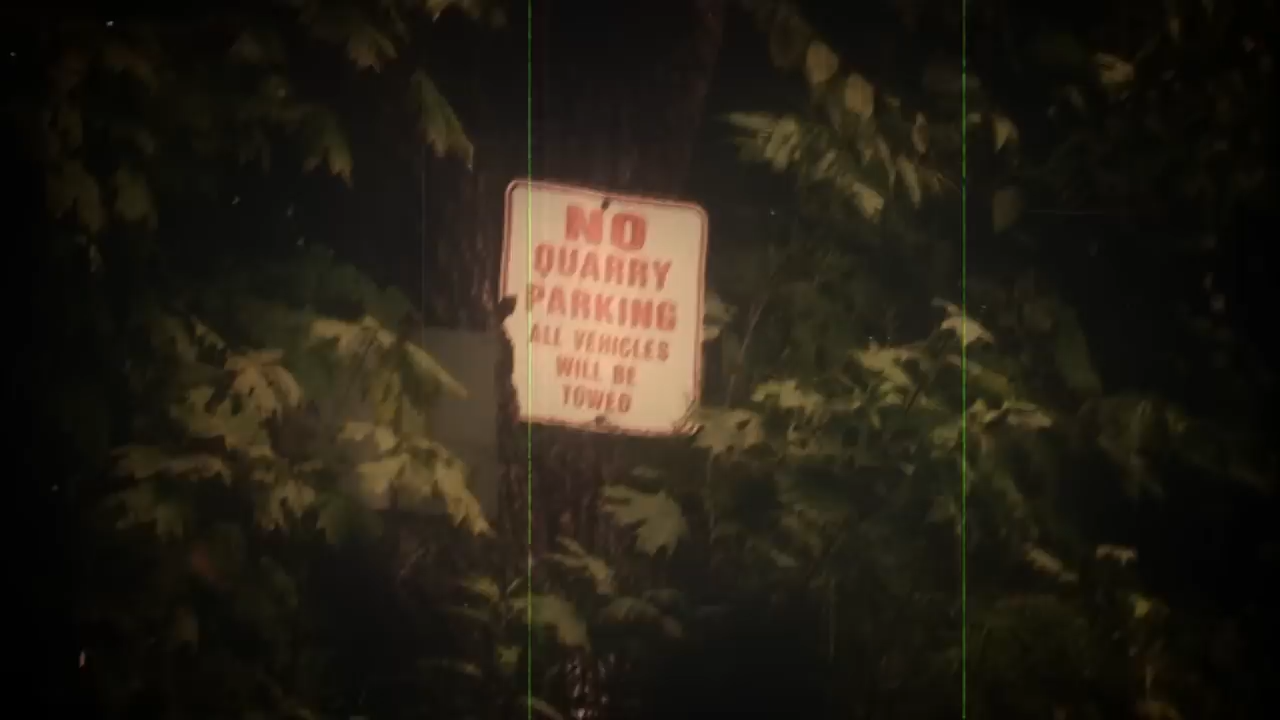 NO
QUARRY
PARKING
ALL VEHICLES
WILL BE
TOWED